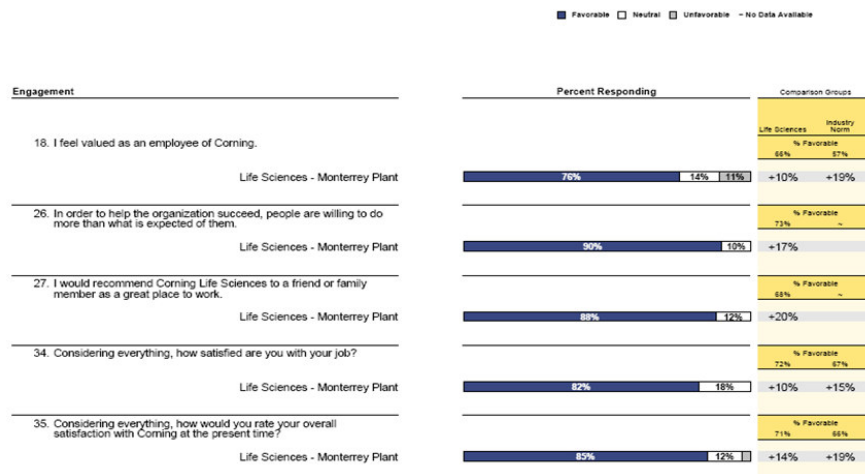 Favorable Neutral Unfavorable ~ No Data Available
Engagement Percent Responding Comparison Groups
Life Sciences Industry Norm
18. I feel valued as an employee of Corning. % Favorable
66% 57%
Life Sciences - Monterrey Plant 76% 14% 11% +10% +19%
26. In order to help the organization succeed, people are willing to do % Favorable
more than what is expected of them. 73% ~
Life Sciences - Monterrey Plant 90% 10% +17%
27. I would recommend Corning Life Sciences to a friend or family % Favorable
member as a great place to work. 68% ~
Life Sciences - Monterrey Plant 88% 12% +20%
34. Considering everything, how satisfied are you with your job? % Favorable
72% 67%
Life Sciences - Monterrey Plant 82% 18% +10% +15%
35. Considering everything, how would you rate your overall % Favorable
satisfaction with Corning at the present time? 71% 66%
Life Sciences - Monterrey Plant 85% 12% +14% +19%